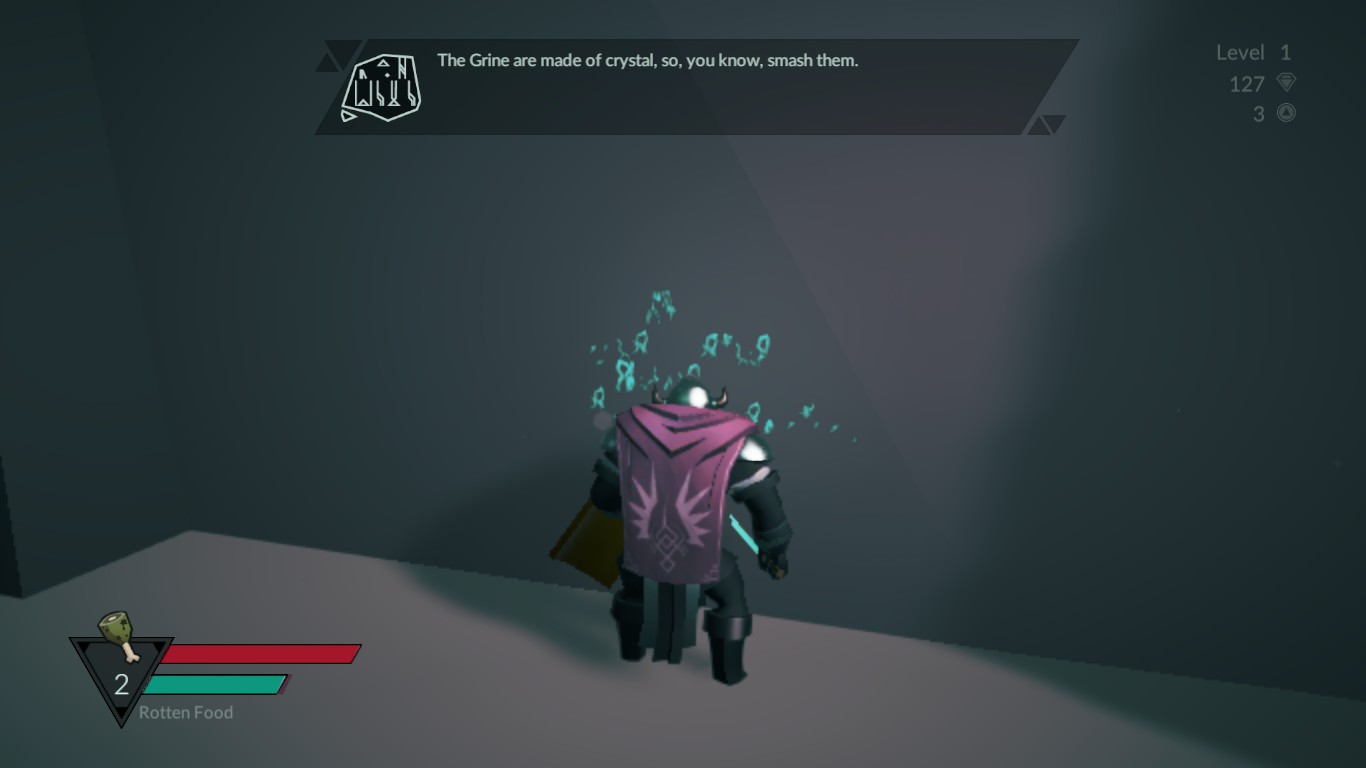 The Grine are made of crystal, so, you know, smash them.
Level 1
127
3
2
Rotten Food